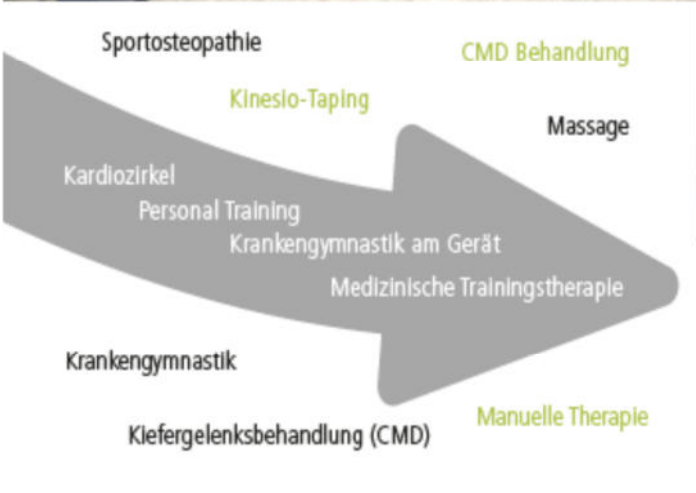 Sportosteopathie
CMD Behandlung
Kinesio-Taping
Massage
Kardiozirkel
Personal Training
Krankengymnastik am Gerät
Medizinische Trainingstherapie
Krankengymnastik
Manuelle Therapie
Kiefergelenksbehandlung (CMD)